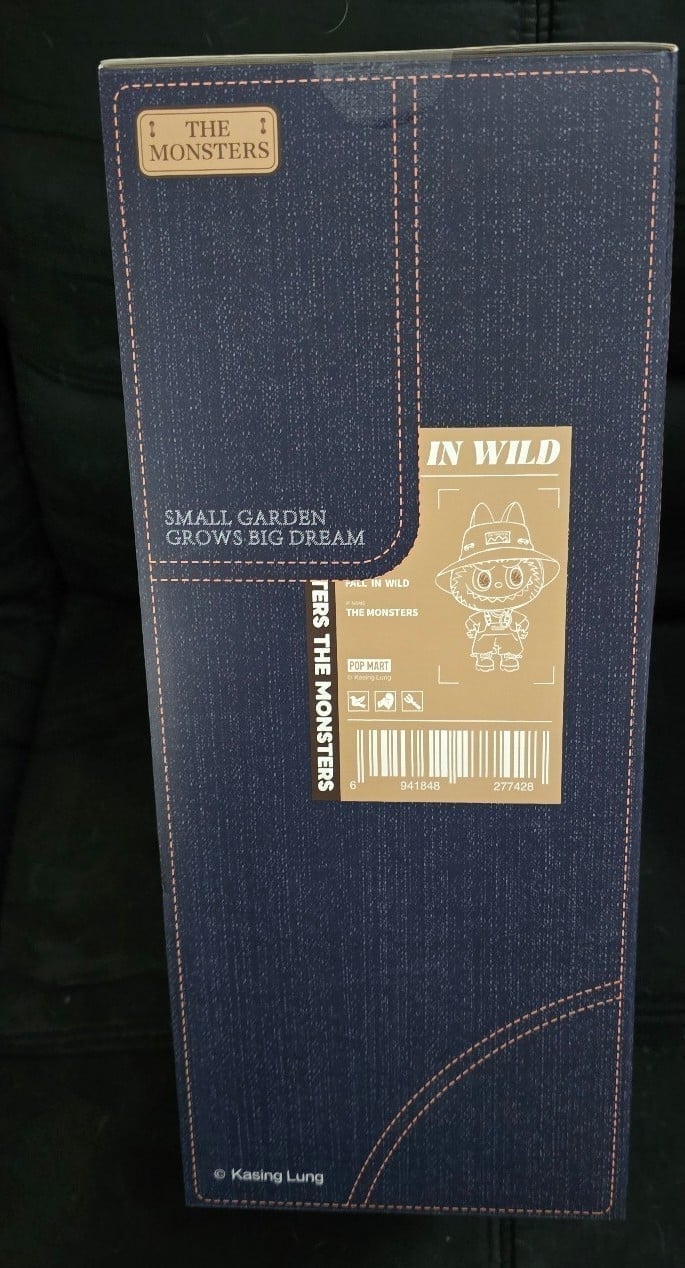 THE
MONSTERS
IN WILD
SMALL GARDEN
GROWS BIG DREAM
FALL IN WILD
THE MONSTERS
TERS THE MONSTERS
POP MART
© Kasing Lung
6 941848 277428
© Kasing Lung